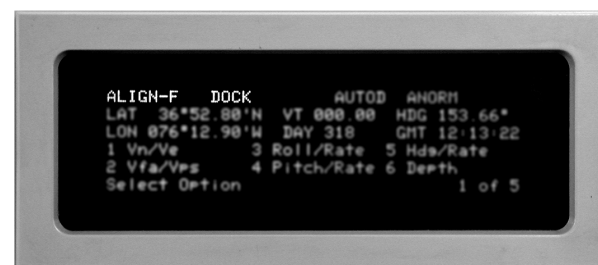 ALIGN-F DOCK AUTOD ANORM
LAT 36°52.80'N VT 000.00 HDG 153.66°
LON 076°12.90'W DAY 318 GMT 12:13:22
1 Vn/Ve 3 Roll/Rate 5 Hdg/Rate
2 Vfa/Vps 4 Pitch/Rate 6 Depth
Select Option 1 of 5